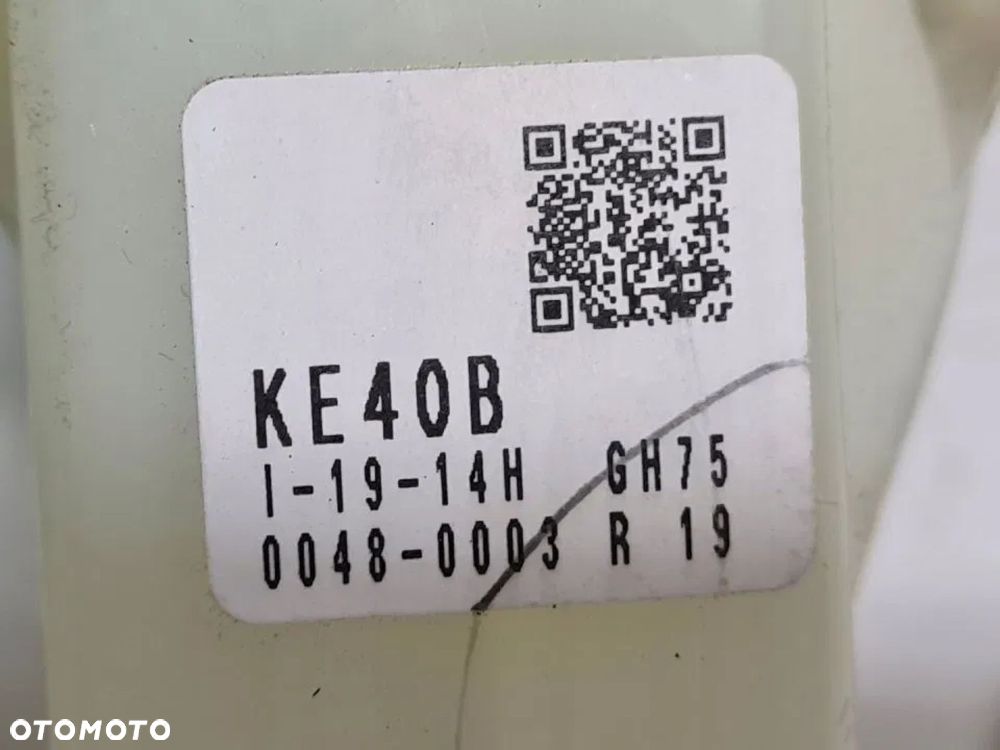 KE40B
I-19-14H GH75
0048-0003 R 19
OTOMOTO